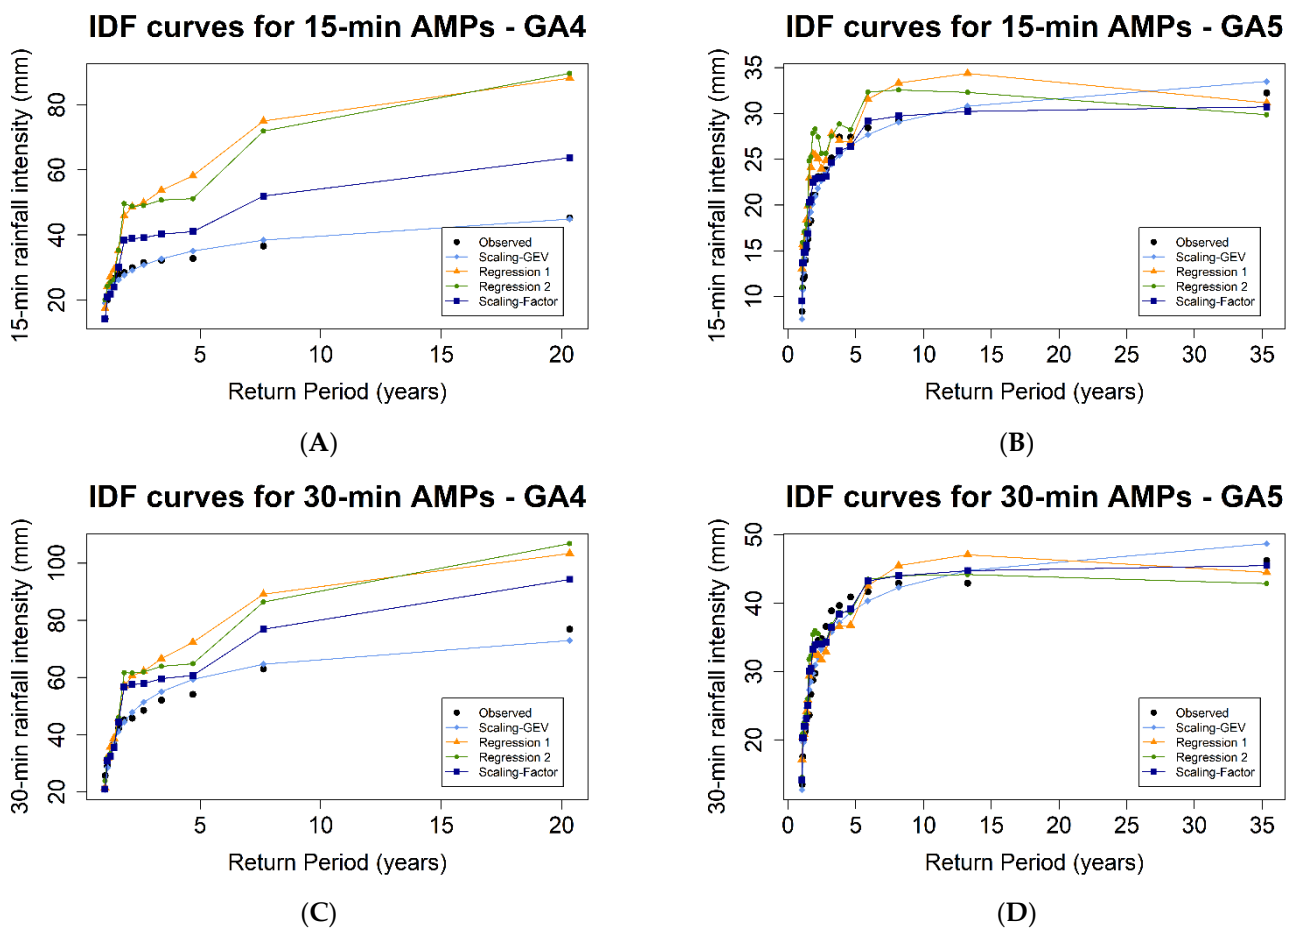 IDF curves for 15-min AMPs - GA4
15-min rainfall intensity (mm)
20 40 60 80
Observed
Scaling-GEV
Regression 1
Regression 2
Scaling-Factor
5 10 15 20
Return Period (years)
(A)
IDF curves for 15-min AMPs - GA5
15-min rainfall intensity (mm)
10 15 20 25 30 35
Observed
Scaling-GEV
Regression 1
Regression 2
Scaling-Factor
0 5 10 15 20 25 30 35
Return Period (years)
(B)
IDF curves for 30-min AMPs - GA4
30-min rainfall intensity (mm)
20 40 60 80 100
Observed
Scaling-GEV
Regression 1
Regression 2
Scaling-Factor
5 10 15 20
Return Period (years)
(C)
IDF curves for 30-min AMPs - GA5
30-min rainfall intensity (mm)
20 30 40 50
Observed
Scaling-GEV
Regression 1
Regression 2
Scaling-Factor
0 5 10 15 20 25 30 35
Return Period (years)
(D)